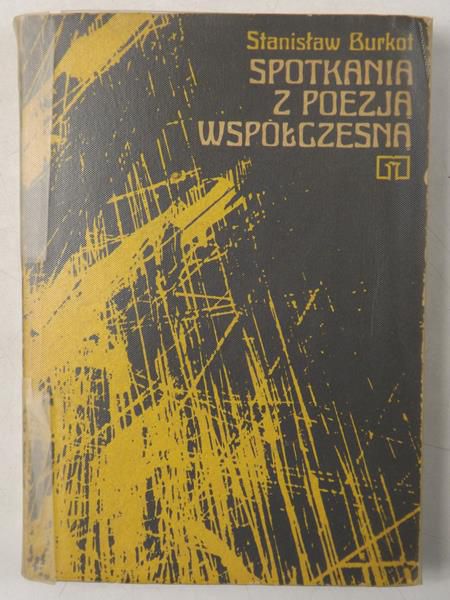 Stanisław Burkot
SPOTKANIA
Z POEZJĄ
WSPÓŁCZESNĄ